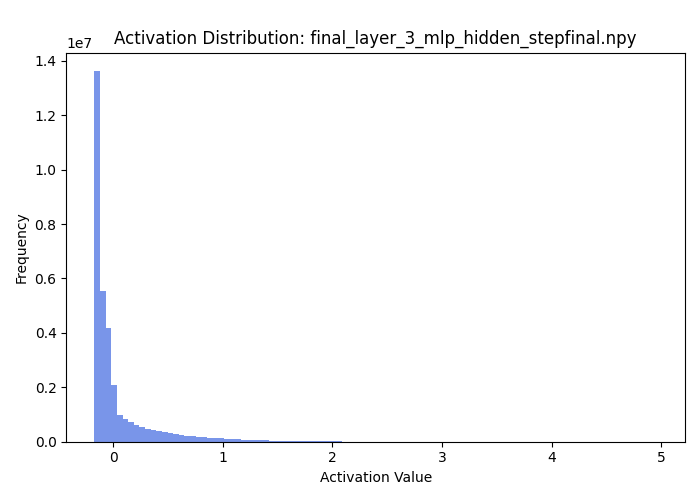 Activation Distribution: final_layer_3_mlp_hidden_stepfinal.npy
1e7
1.4
1.2
1.0
0.8
0.6
0.4
0.2
0.0
Frequency
0 1 2 3 4 5
Activation Value